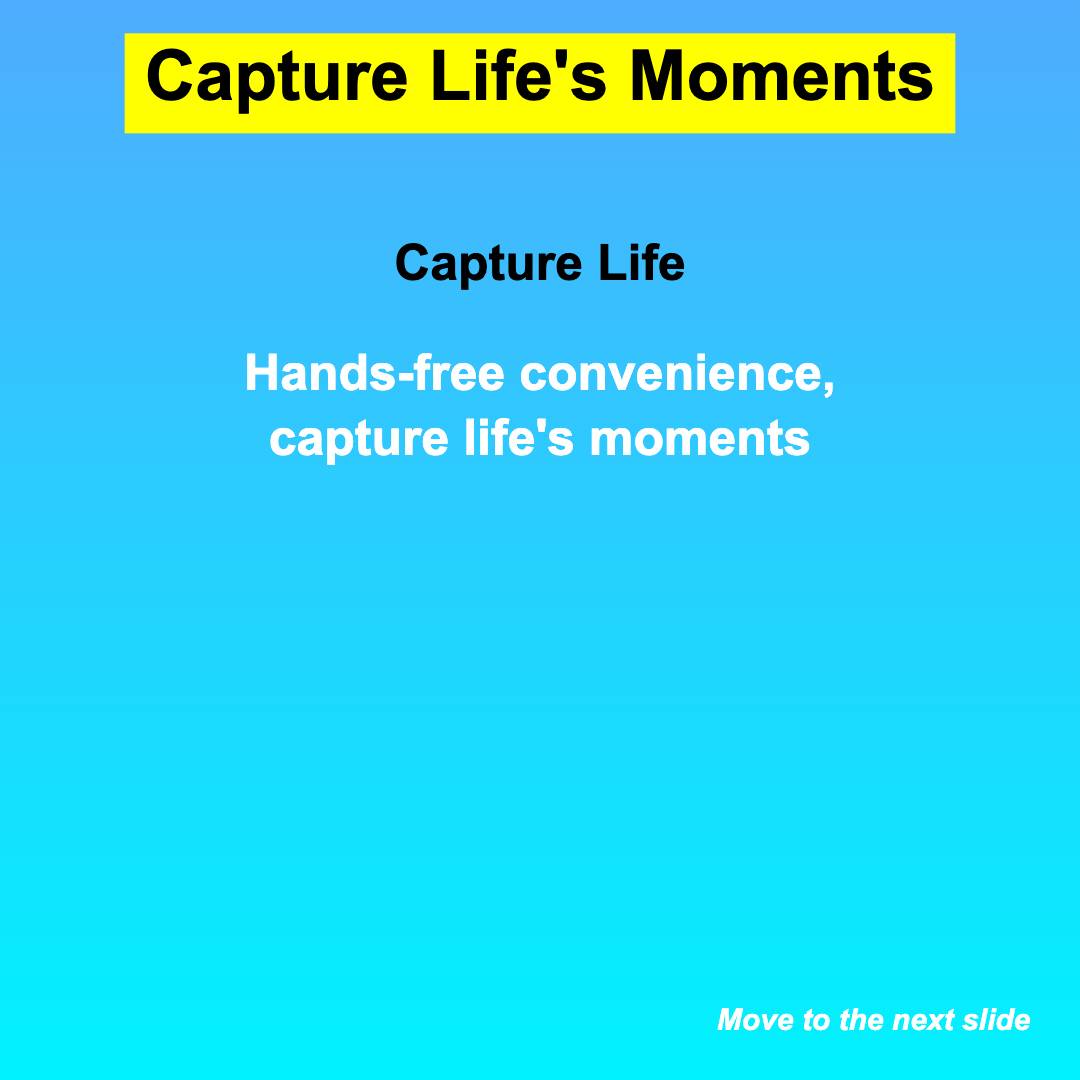 Capture Life's Moments
Capture Life
Hands-free convenience,
capture life's moments
Move to the next slide